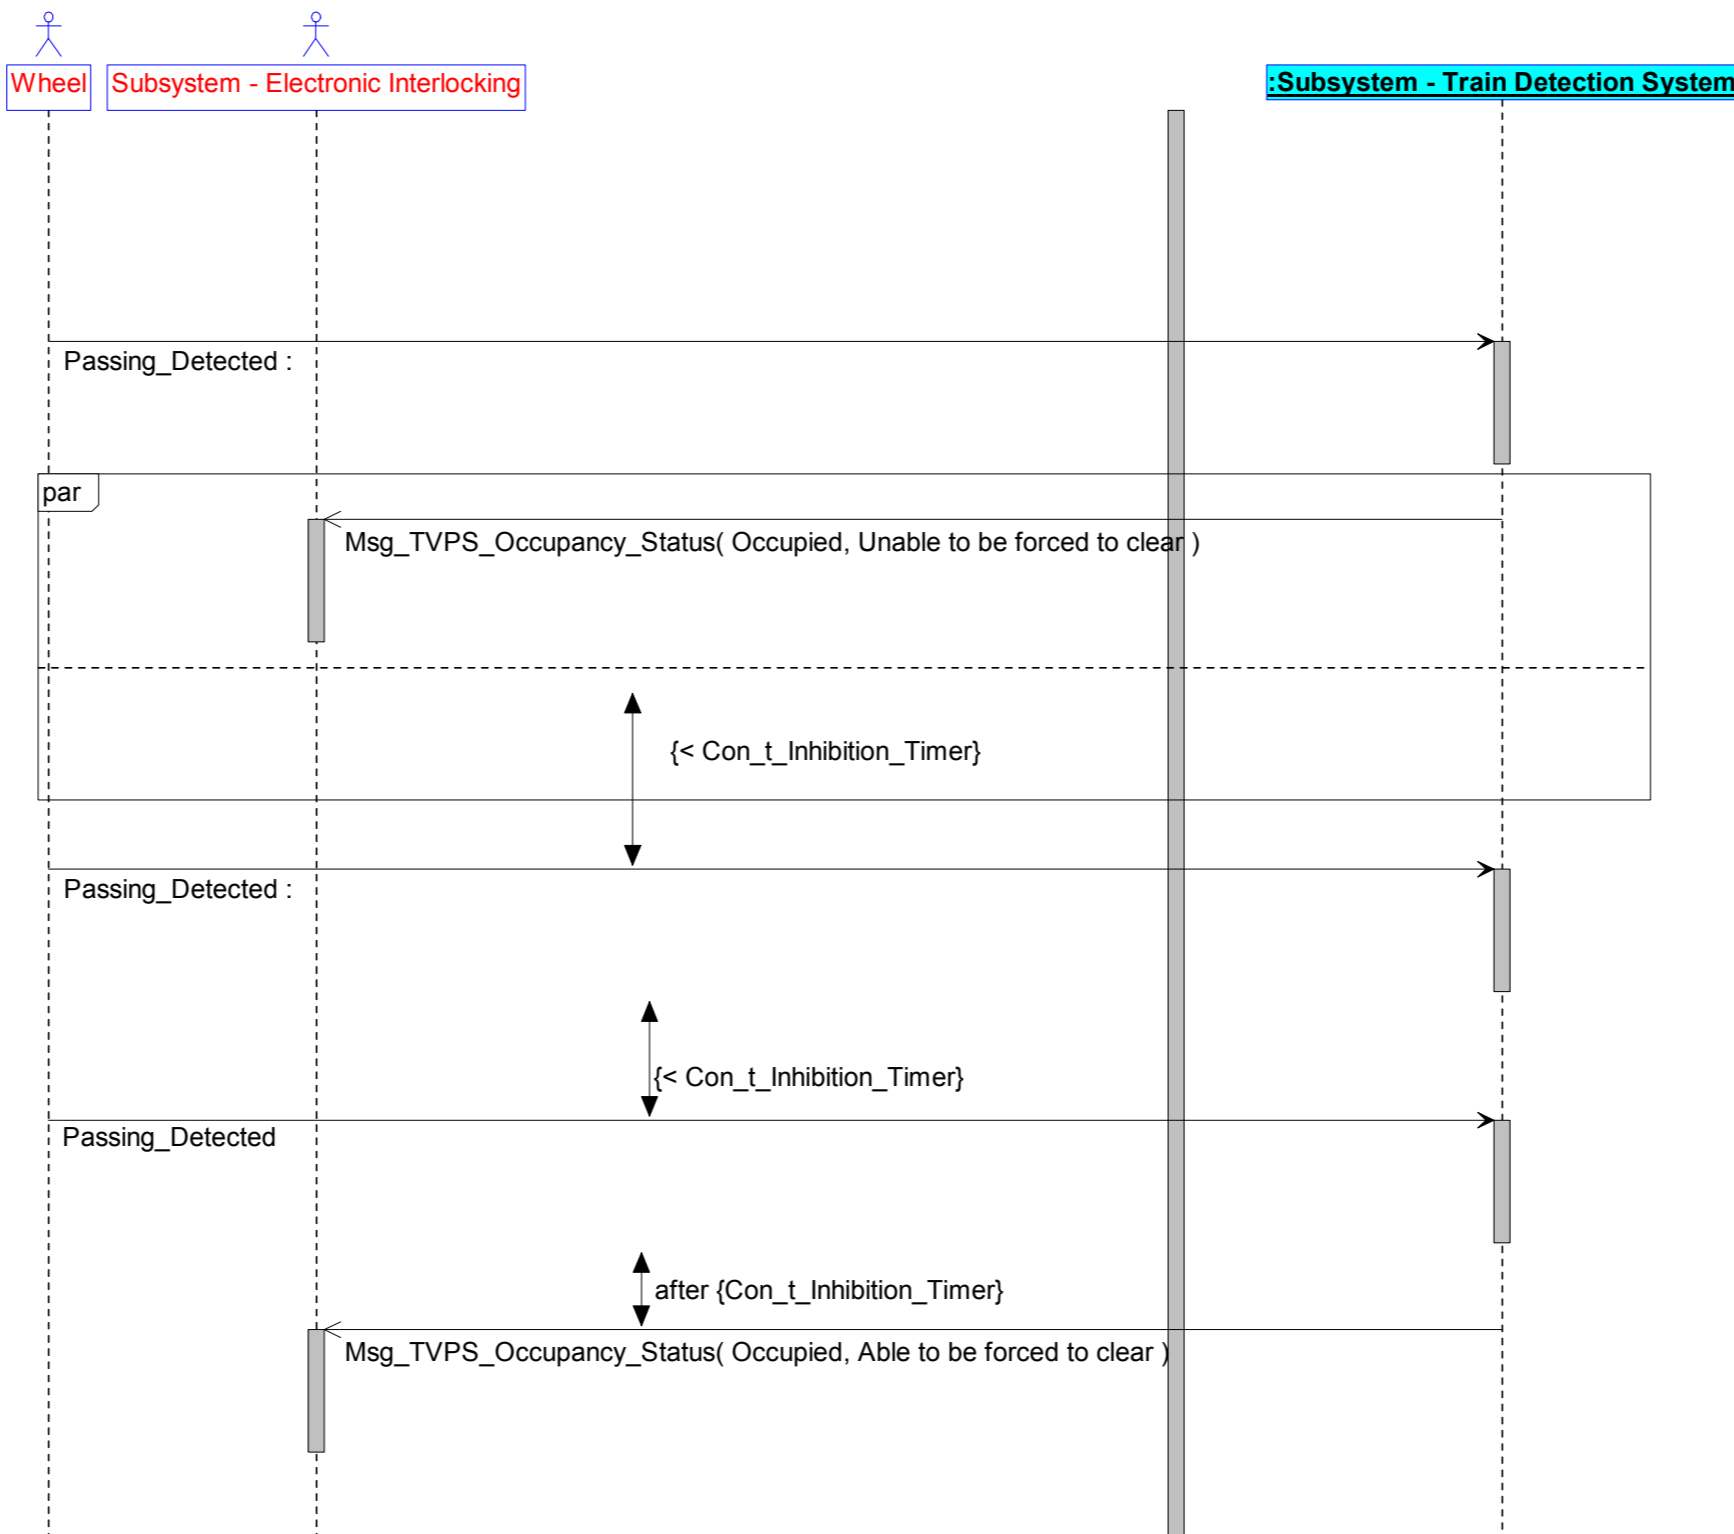 Wheel
Subsystem - Electronic Interlocking
:Subsystem - Train Detection System
Passing_Detected :
par
Msg_TVPS_Occupancy_Status( Occupied, Unable to be forced to clear )
{< Con_t_Inhibition_Timer}
Passing_Detected :
{< Con_t_Inhibition_Timer}
Passing_Detected
after {Con_t_Inhibition_Timer}
Msg_TVPS_Occupancy_Status( Occupied, Able to be forced to clear )